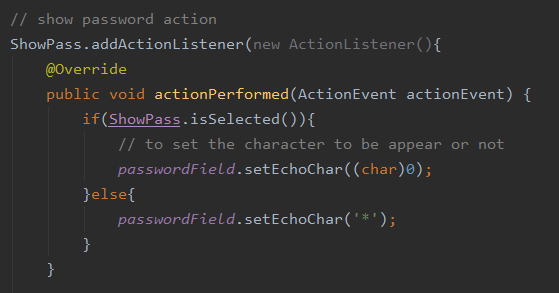 // show password action
ShowPass.addActionListener(new ActionListener(){
@Override
public void actionPerformed(ActionEvent actionEvent) {
if(ShowPass.isSelected()){
// to set the character to be appear or not
passwordField.setEchoChar((char)0);
}else{
passwordField.setEchoChar('*');
}
}